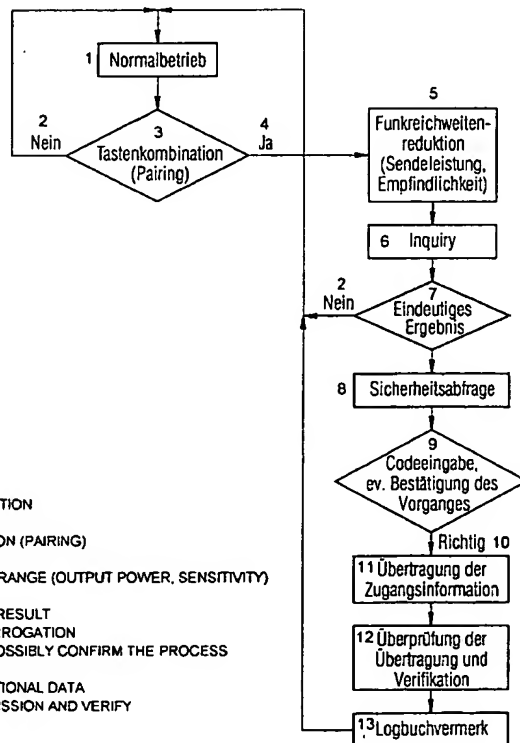 1 Normalbetrieb
2
Nein
3
Tastenkombination
(Pairing)
4
Ja
5
Funkreichweiten-
reduktion
(Sendeleistung,
Empfindlichkeit)
6 Inquiry
2
Nein
7
Eindeutiges
Ergebnis
8 Sicherheitsabfrage
9
Codeeingabe,
ev. Bestätigung des
Vorganges
Richtig 10
11 Übertragung der
Zugangsinformation
12 Überprüfung der
Übertragung und
Verifikation
13 Logbuchvermerk
TION
ON (PAIRING)
RANGE (OUTPUT POWER, SENSITIVITY)
RESULT
ROGATION
OSSIBLY CONFIRM THE PROCESS
TIONAL DATA
SSION AND VERIFY